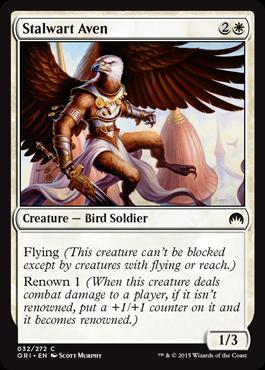 Stalwart Aven 2
Creature — Bird Soldier
Flying (This creature can't be blocked
except by creatures with flying or reach.)
Renown 1 (When this creature deals
combat damage to a player, if it isn't
renowned, put a +1/+1 counter on it and
it becomes renowned.)
1/3
032/272 C
ORI • EN Scott Murphy
™ & © 2015 Wizards of the Coast